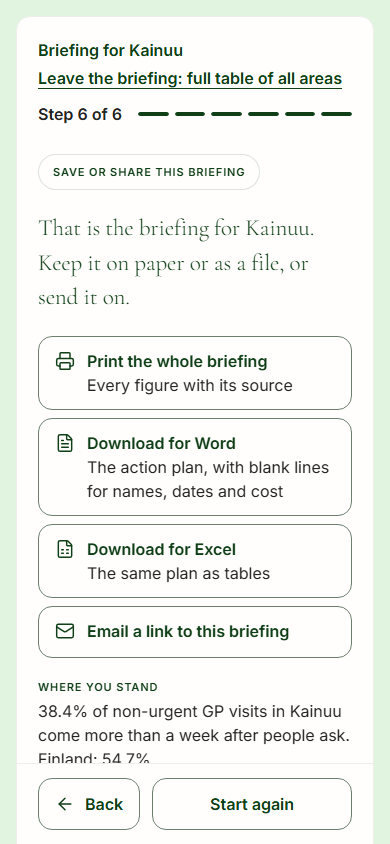 Briefing for Kainuu
Leave the briefing: full table of all areas
Step 6 of 6
SAVE OR SHARE THIS BRIEFING
That is the briefing for Kainuu.
Keep it on paper or as a file, or
send it on.
Print the whole briefing
Every figure with its source
Download for Word
The action plan, with blank lines
for names, dates and cost
Download for Excel
The same plan as tables
Email a link to this briefing
WHERE YOU STAND
38.4% of non-urgent GP visits in Kainuu
come more than a week after people ask.
Finland: 54.7%
Back
Start again